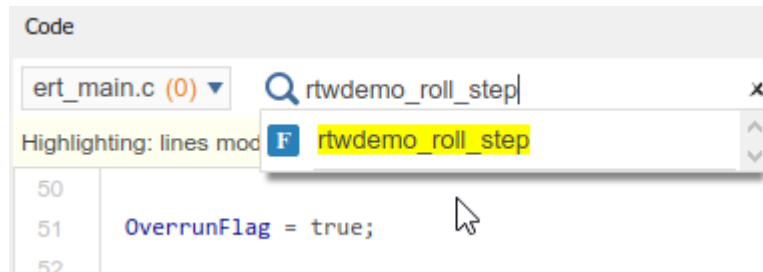 Code
ert_main.c (0) ▼ rtwdemo_roll_step x
Highlighting: lines mod F rtwdemo_roll_step
50
51 OverrunFlag = true;
52